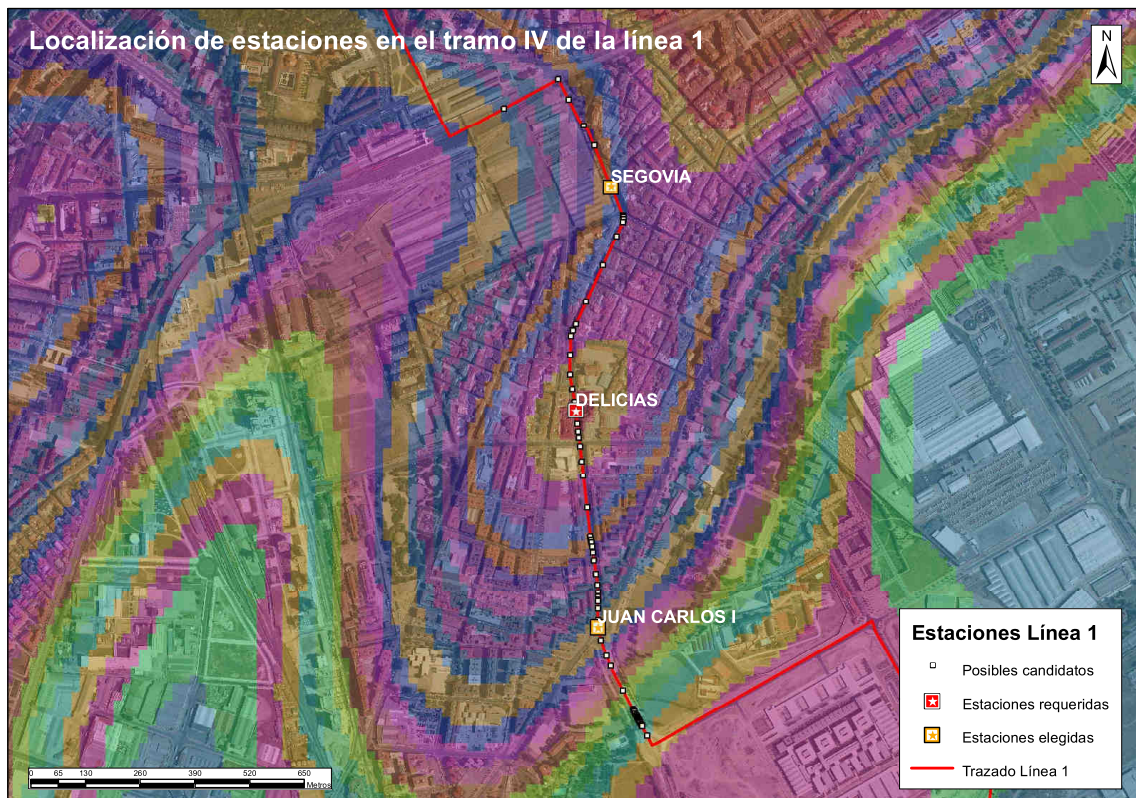 Localización de estaciones en el tramo IV de la línea 1
N
SEGOVIA
DELICIAS
JUAN CARLOS I
Estaciones Línea 1
Posibles candidatos
Estaciones requeridas
Estaciones elegidas
Trazado Línea 1
0 65 130 260 390 520 650
Metros